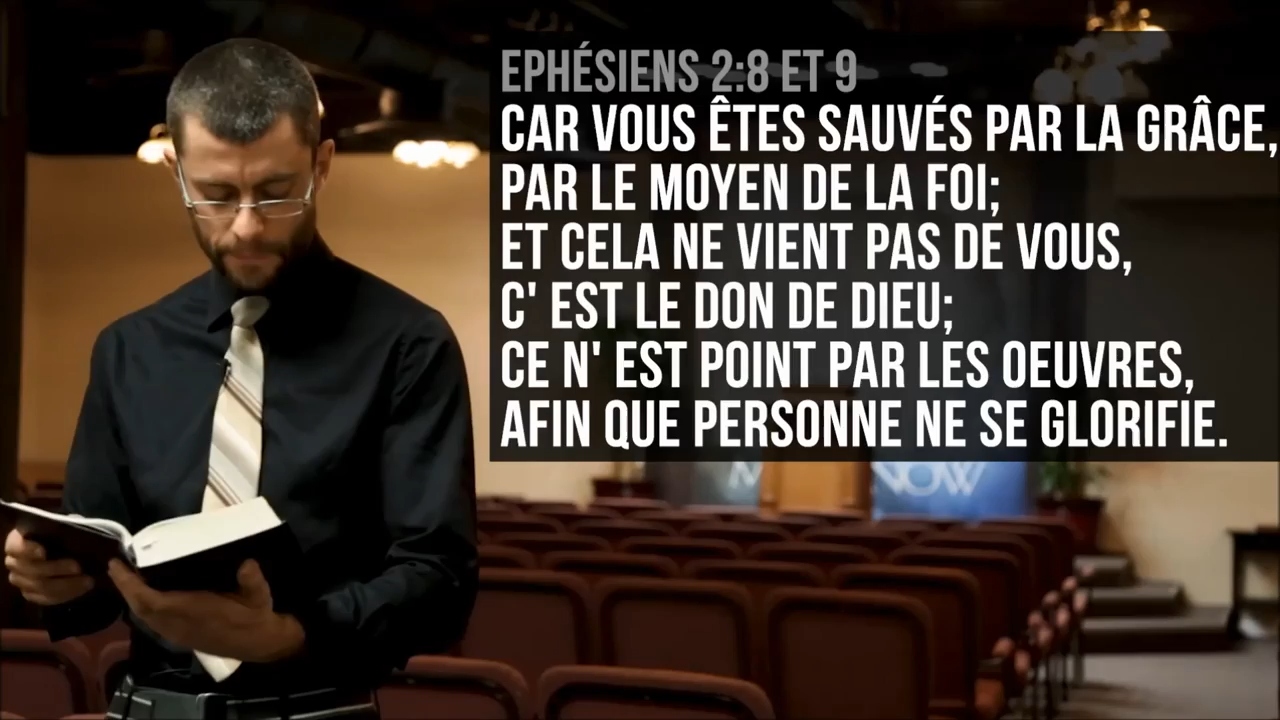 EPHÉSIENS 2:8 ET 9
CAR VOUS ÊTES SAUVÉS PAR LA GRÂCE,
PAR LE MOYEN DE LA FOI;
ET CELA NE VIENT PAS DE VOUS,
C' EST LE DON DE DIEU;
CE N' EST POINT PAR LES OEUVRES,
AFIN QUE PERSONNE NE SE GLORIFIE.
NOW